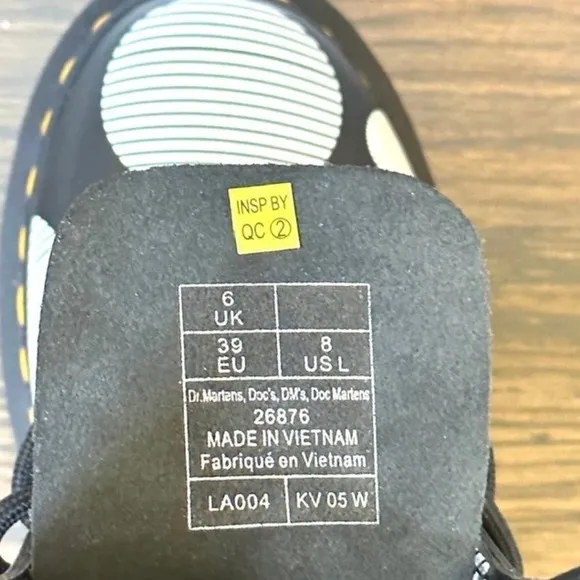 INSP BY
QC ②
6
UK
39
EU
8
US L
Dr.Martens, Doc's, DM's, Doc Martens
26876
MADE IN VIETNAM
Fabriqué en Vietnam
LA004
KV 05 W